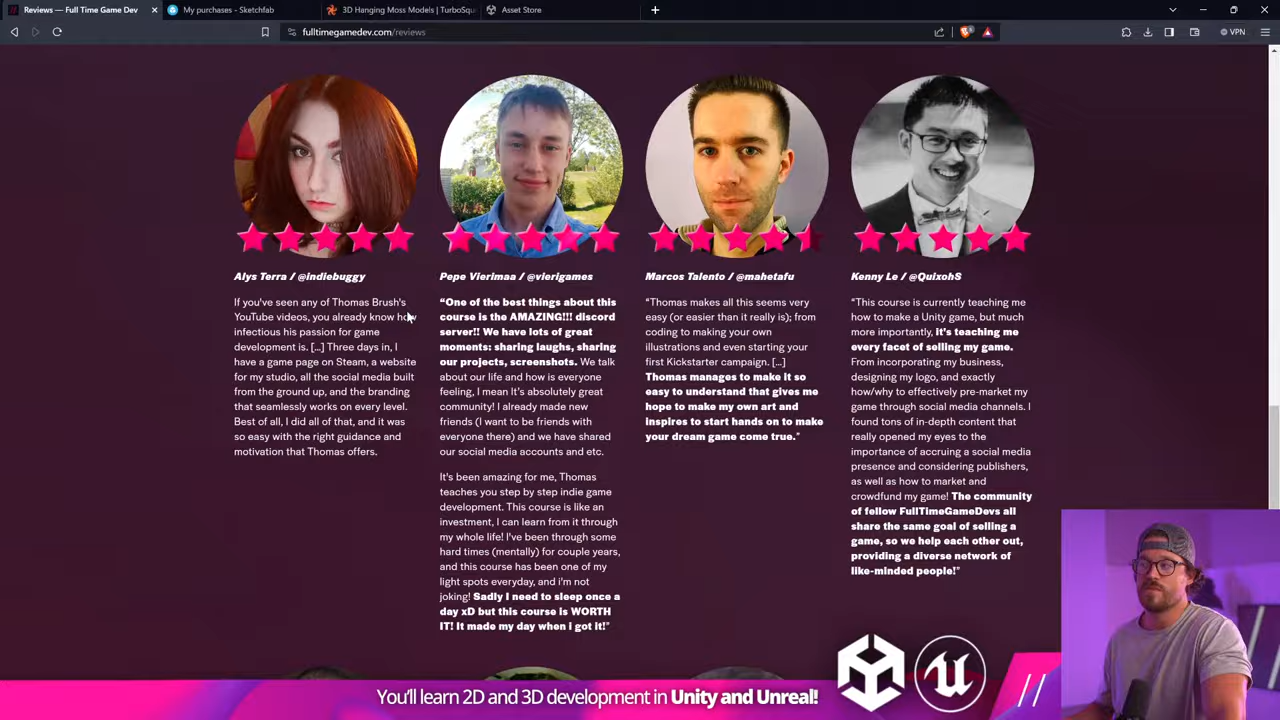 Reviews — Full Time Game Dev
My purchases - Sketchfab
3D Hanging Moss Models | TurboSqu
Asset Store
fulltimegamedev.com/reviews
VPN
Alys Terra / @indiebuggy
If you've seen any of Thomas Brush's
YouTube videos, you already know how
infectious his passion for game
development is. [...] Three days in, I
have a game page on Steam, a website
for my studio, all the social media built
from the ground up, and the branding
that seamlessly works on every level.
Best of all, I did all of that, and it was
so easy with the right guidance and
motivation that Thomas offers.
Pepe Vierimaa / @vierigames
“One of the best things about this
course is the AMAZING!!! discord
server!! We have lots of great
moments: sharing laughs, sharing
our projects, screenshots. We talk
about our life and how is everyone
feeling, I mean It's absolutely great
community! I already made new
friends (I want to be friends with
everyone there) and we have shared
our social media accounts and etc.
It's been amazing for me, Thomas
teaches you step by step indie game
development. This course is like an
investment, I can learn from it through
my whole life! I've been through some
hard times (mentally) for couple years,
and this course has been one of my
light spots everyday, and i'm not
joking! Sadly I need to sleep once a
day xD but this course is WORTH
IT! It made my day when i got it!"
Marcos Talento / @mahetafu
"Thomas makes all this seems very
easy (or easier than it really is); from
coding to making your own
illustrations and even starting your
first Kickstarter campaign. [...]
Thomas manages to make it so
easy to understand that gives me
hope to make my own art and
inspires to start hands on to make
your dream game come true."
Kenny Le / @QuixohS
"This course is currently teaching me
how to make a Unity game, but much
more importantly, it's teaching me
every facet of selling my game.
From incorporating my business,
designing my logo, and exactly
how/why to effectively pre-market my
game through social media channels. I
found tons of in-depth content that
really opened my eyes to the
importance of accruing a social media
presence and considering publishers,
as well as how to market and
crowdfund my game! The community
of fellow FullTimeGameDevs all
share the same goal of selling a
game, so we help each other out,
providing a diverse network of
like-minded people!"
You'll learn 2D and 3D development in Unity and Unreal!
//